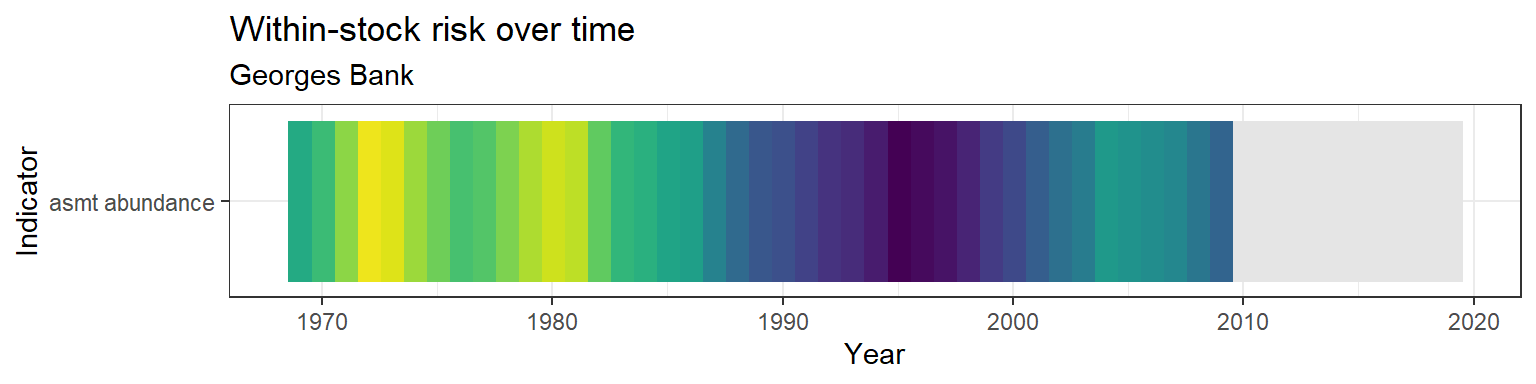 Within-stock risk over time
Georges Bank
Indicator
asmt abundance
1970 1980 1990 2000 2010 2020
Year